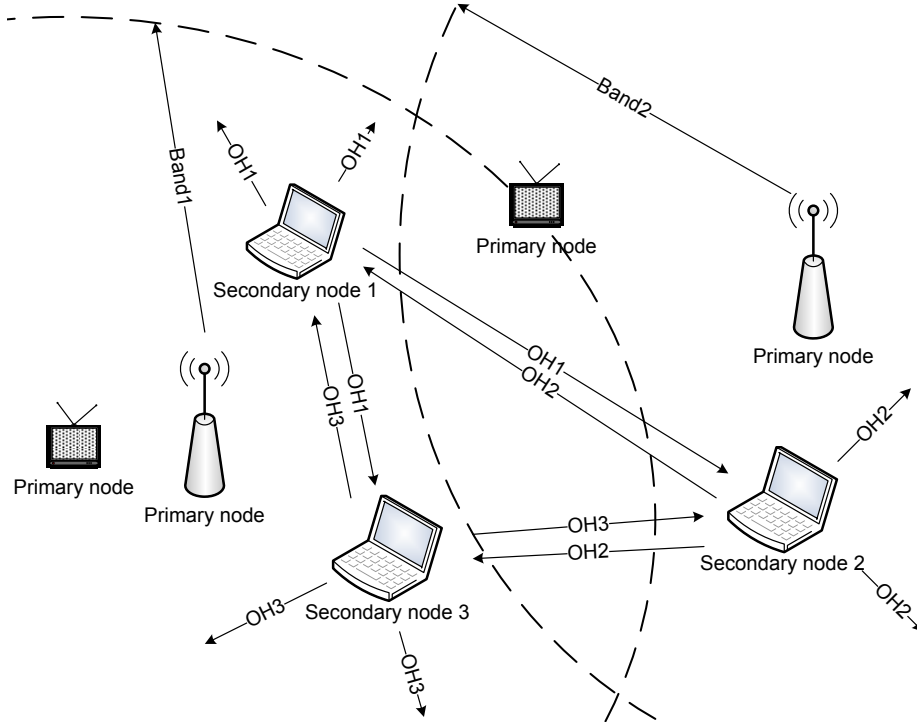 Band2
OH1
OH1
Band1
Primary node
Secondary node 1
Primary node
OH1
OH2
OH1
OH3
OH2
Primary node
Primary node
OH3
OH2
Secondary node 2
OH3
Secondary node 3
OH2
OH3